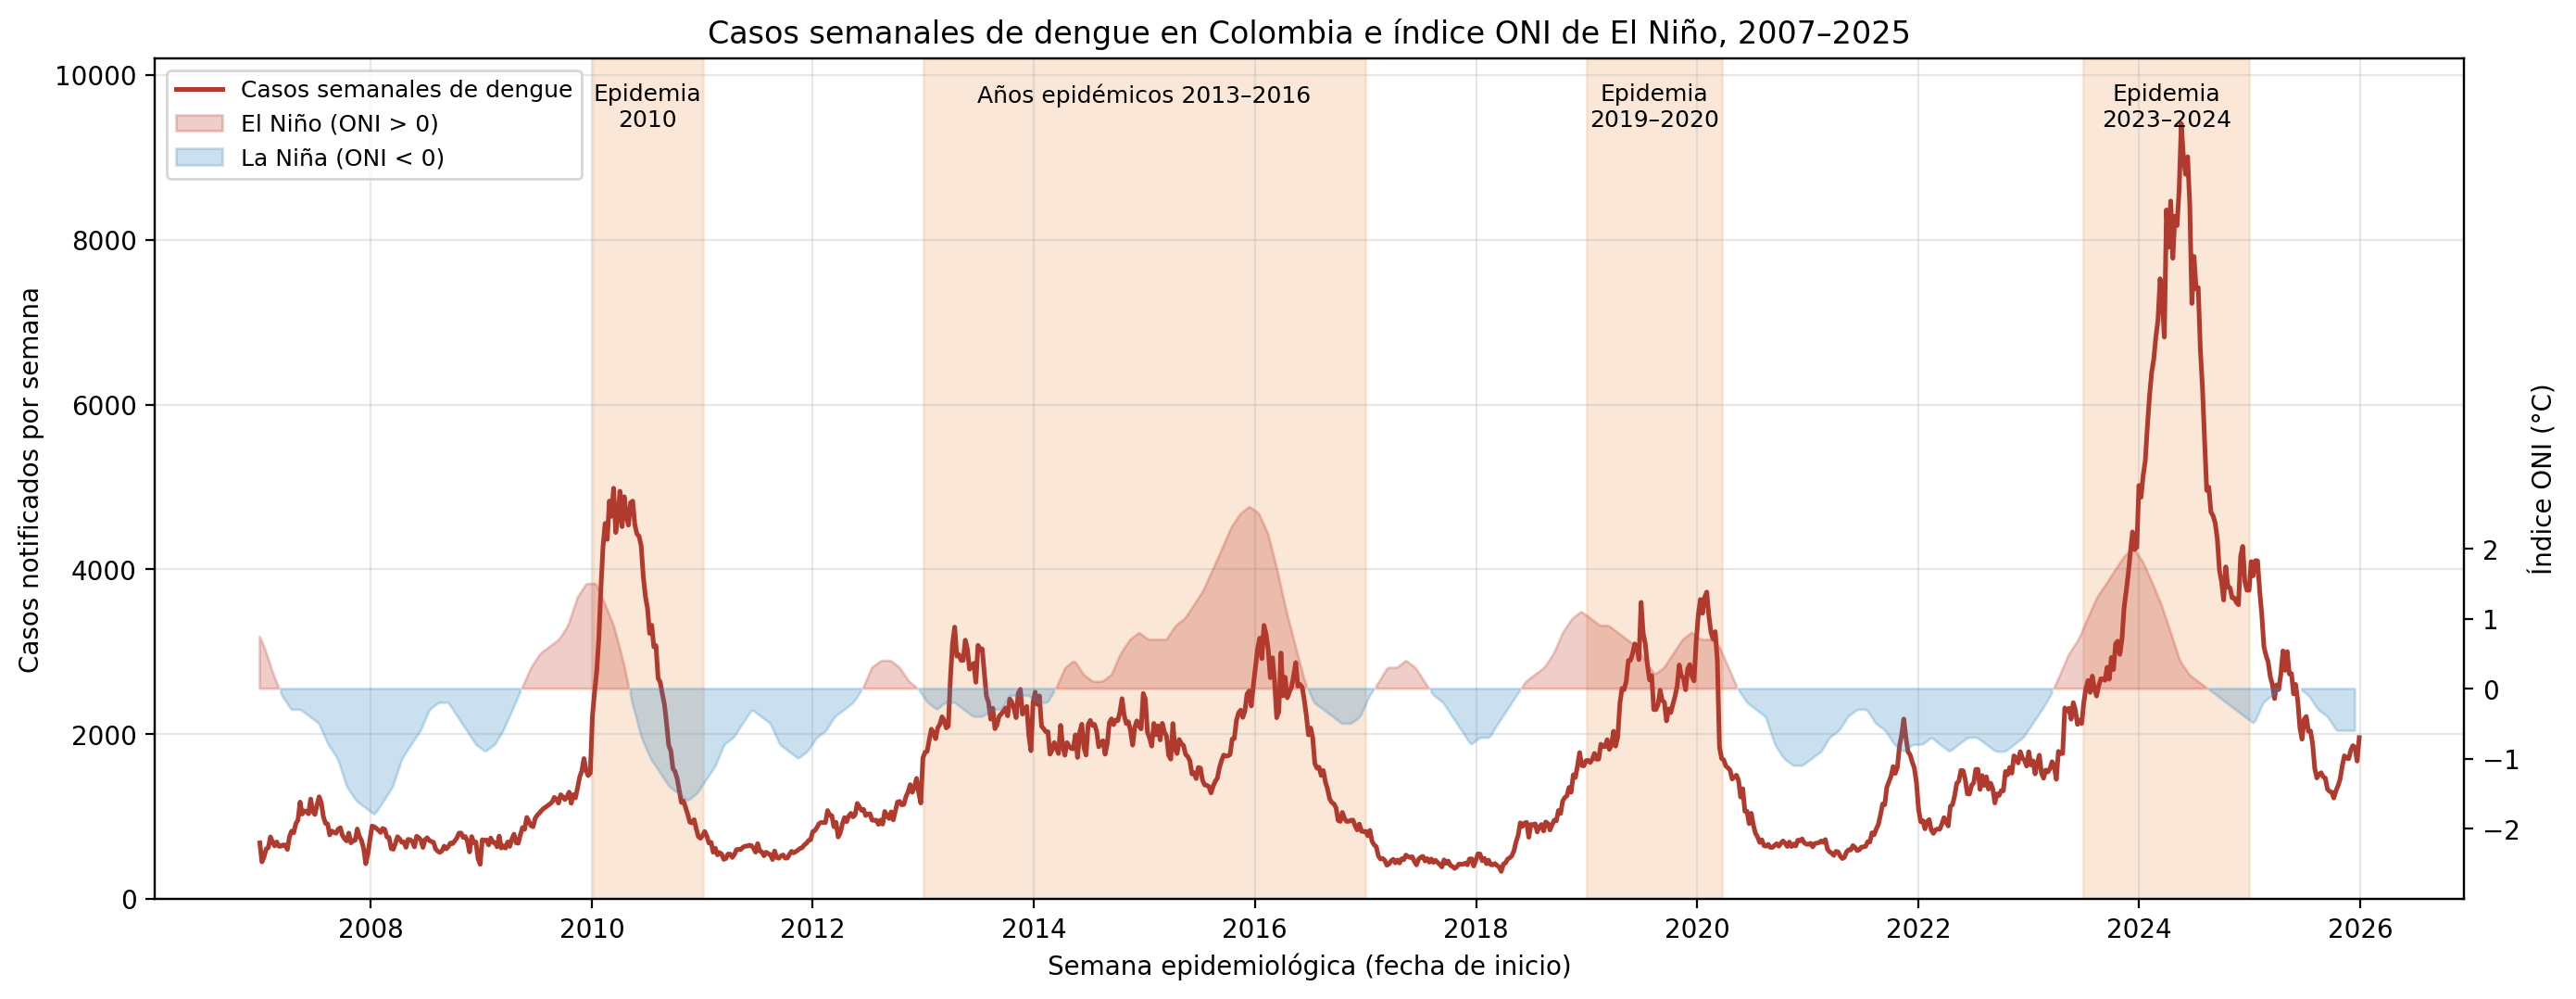 Casos semanales de dengue en Colombia e índice ONI de El Niño, 2007–2025
Casos semanales de dengue
El Niño (ONI > 0)
La Niña (ONI < 0)
Epidemia
2010
Años epidémicos 2013–2016
Epidemia
2019–2020
Epidemia
2023–2024
Casos notificados por semana
10000
8000
6000
4000
2000
0
Índice ONI (°C)
2
1
0
−1
−2
2008
2010
2012
2014
2016
2018
2020
2022
2024
2026
Semana epidemiológica (fecha de inicio)